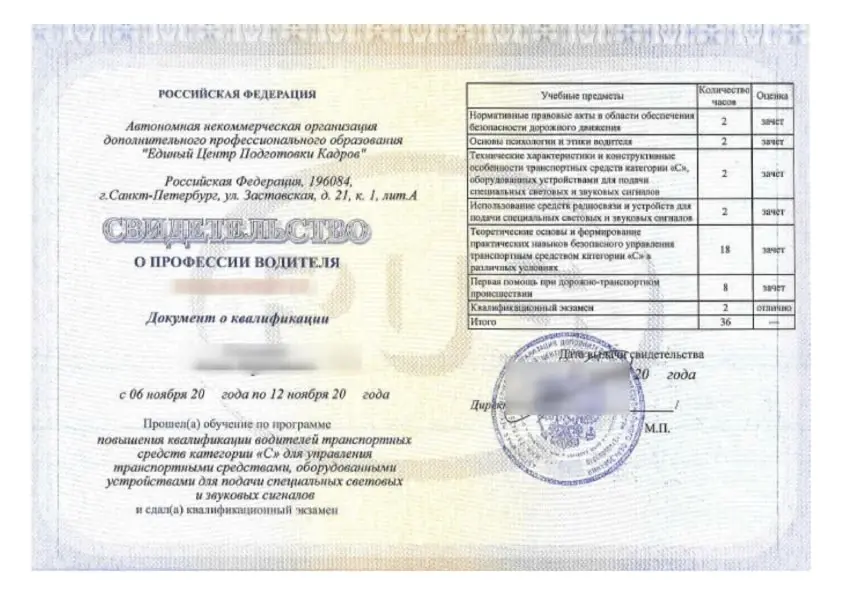 РОССИЙСКАЯ ФЕДЕРАЦИЯ
Автономная некоммерческая организация
дополнительного профессионального образования
"Единый Центр Подготовки Кадров"
Российская Федерация, 196084,
г.Санкт-Петербург, ул. Заставская, д. 21, к. 1, лит.А
СВИДЕТЕЛЬСТВО
О ПРОФЕССИИ ВОДИТЕЛЯ
Документ о квалификации
с 06 ноября 20 года по 12 ноября 20 года
Прошел(а) обучение по программе
повышения квалификации водителей транспортных
средств категории «С» для управления
транспортными средствами, оборудованными
устройствами для подачи специальных световых
и звуковых сигналов
и сдал(а) квалификационный экзамен
Учебные предметы Количество часов Оценка
Нормативные правовые акты в области обеспечения
безопасности дорожного движения 2 зачет
Основы психологии и этики водителя 2 зачет
Технические характеристики и конструктивные
особенности транспортных средств категории «С»,
оборудованных устройствами для подачи
специальных световых и звуковых сигналов 2 зачет
Использование средств радиосвязи и устройств для
подачи специальных световых и звуковых сигналов 2 зачет
Теоретические основы и формирование
практических навыков безопасного управления
транспортным средством категории «С» в
различных условиях 18 зачет
Первая помощь при дорожно-транспортном
происшествии 8 зачет
Квалификационный экзамен 2 отлично
Итого 36 —
Дата выдачи свидетельства
20 года
Дирек /
М.П.